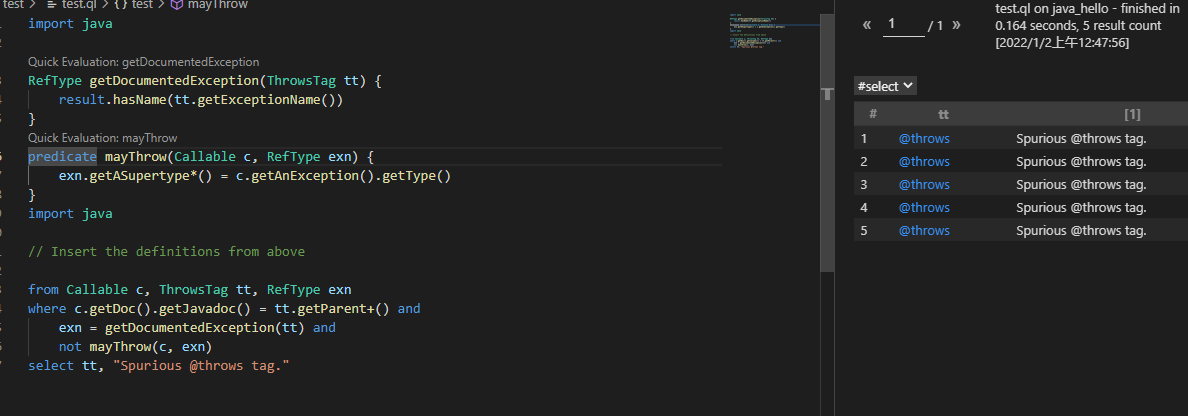 test > test.ql > {} test > mayThrow
import java
Quick Evaluation: getDocumentedException
RefType getDocumentedException(ThrowsTag tt) {
result.hasName(tt.getExceptionName())
}
Quick Evaluation: mayThrow
predicate mayThrow(Callable c, RefType exn) {
exn.getASupertype*() = c.getAnException().getType()
}
import java
// Insert the definitions from above
from Callable c, ThrowsTag tt, RefType exn
where c.getDoc().getJavadoc() = tt.getParent+() and
exn = getDocumentedException(tt) and
not mayThrow(c, exn)
select tt, "Spurious @throws tag."
« 1 / 1 »
test.ql on java_hello - finished in
0.164 seconds, 5 result count
[2022/1/2上午12:47:56]
#select
# tt [1]
1 @throws Spurious @throws tag.
2 @throws Spurious @throws tag.
3 @throws Spurious @throws tag.
4 @throws Spurious @throws tag.
5 @throws Spurious @throws tag.